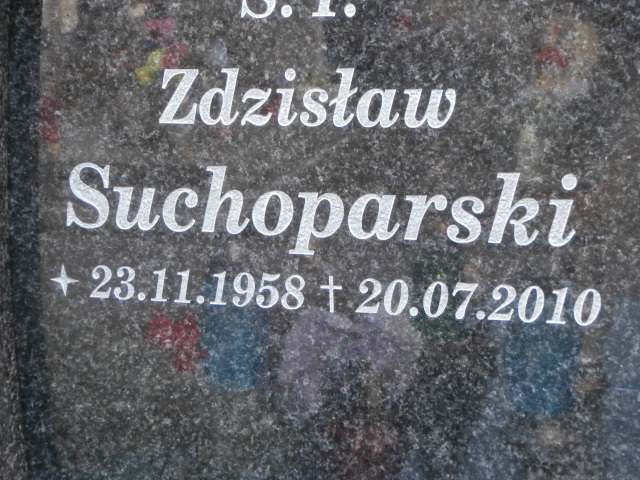 Ś. P.
Zdzisław
Suchoparski
23.11.1958 † 20.07.2010